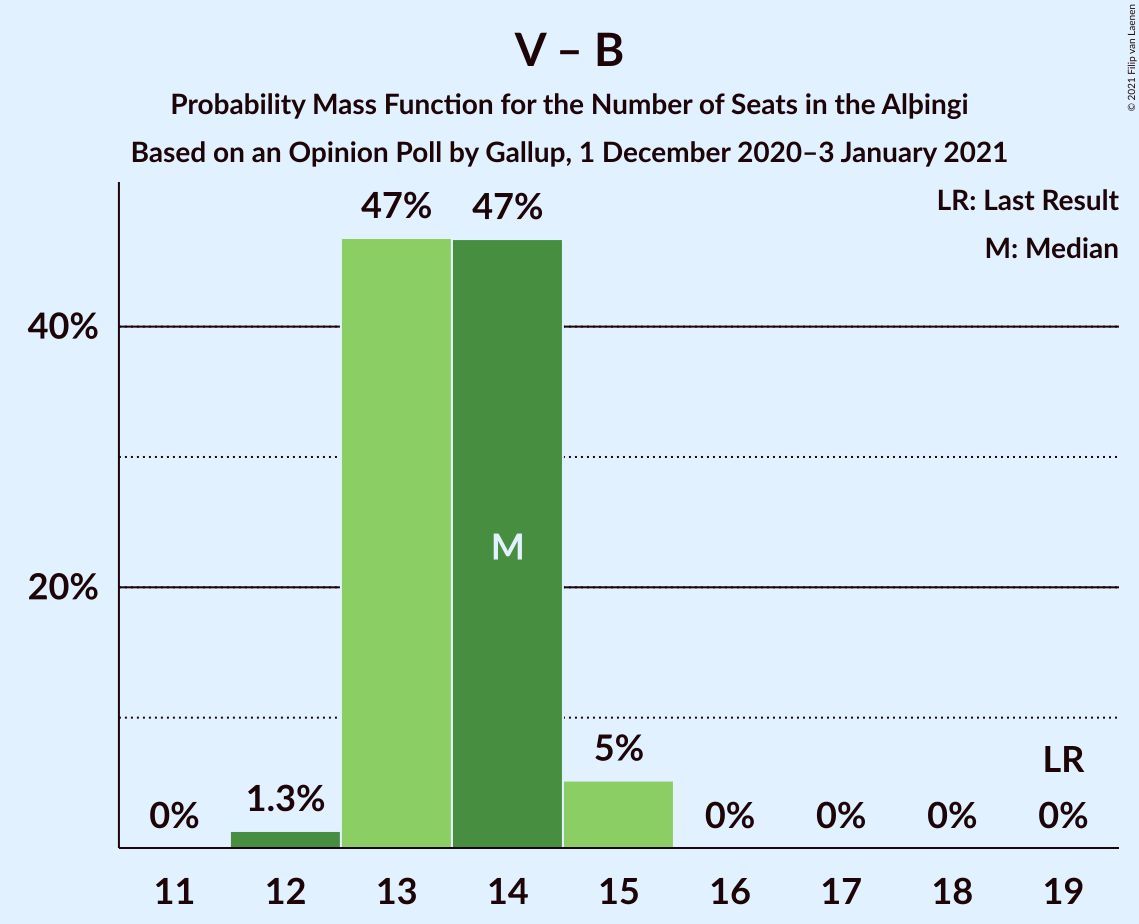 V – B
Probability Mass Function for the Number of Seats in the Alþingi
Based on an Opinion Poll by Gallup, 1 December 2020–3 January 2021
© 2021 Filip van Laenen
LR: Last Result
M: Median
47% 47%
40%
M
20%
5%
LR
0% 1.3% 0% 0% 0% 0%
11 12 13 14 15 16 17 18 19